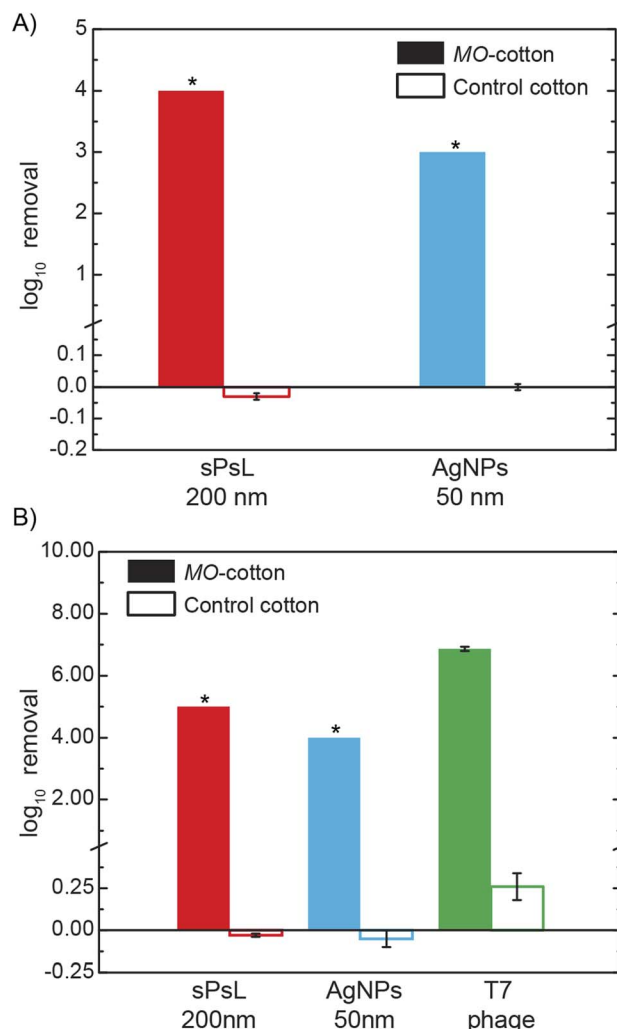 A)
5
4
3
2
1
0.1
0.0
-0.1
-0.2
log₁₀ removal
MO-cotton
Control cotton
*
*
sPsL
200 nm
AgNPs
50 nm
B)
10.00
8.00
6.00
4.00
2.00
0.25
0.00
-0.25
log₁₀ removal
MO-cotton
Control cotton
*
*
sPsL
200nm
AgNPs
50nm
T7
phage